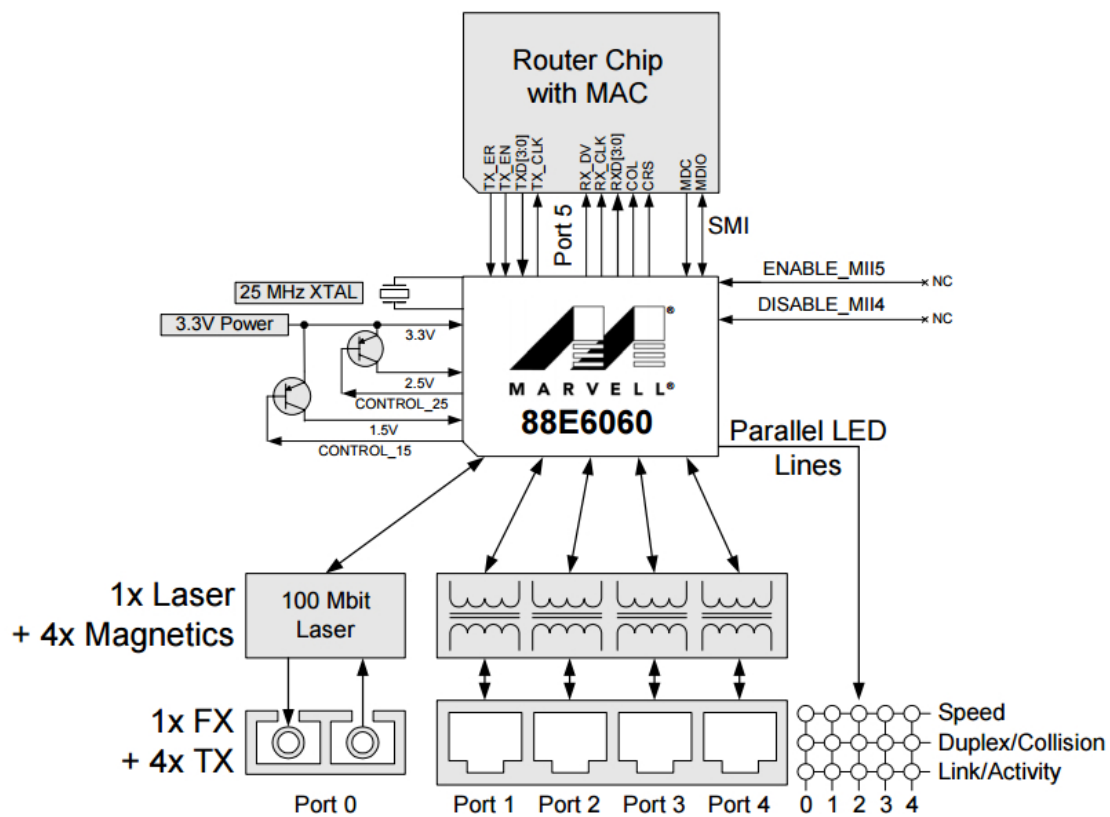 Router Chip
with MAC
TX_ER
TX_EN
TXD[3:0]
TX_CLK
RX_DV
RX_CLK
RXD[3:0]
COL
CRS
MDC
MDIO
Port 5
SMI
25 MHz XTAL
3.3V Power
3.3V
2.5V
CONTROL_25
1.5V
CONTROL_15
ENABLE_MII5
NC
DISABLE_MII4
NC
®
MARVELL®
88E6060
Parallel LED
Lines
1x Laser
+ 4x Magnetics
100 Mbit
Laser
1x FX
+ 4x TX
Port 0
Port 1
Port 2
Port 3
Port 4
Speed
Duplex/Collision
Link/Activity
0 1 2 3 4